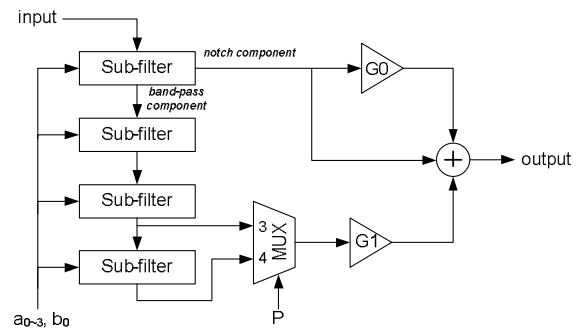 input
notch component
Sub-filter
G0
band-pass
component
Sub-filter
+
output
Sub-filter
3
MUX
G1
4
Sub-filter
a₀~₃, b₀
P